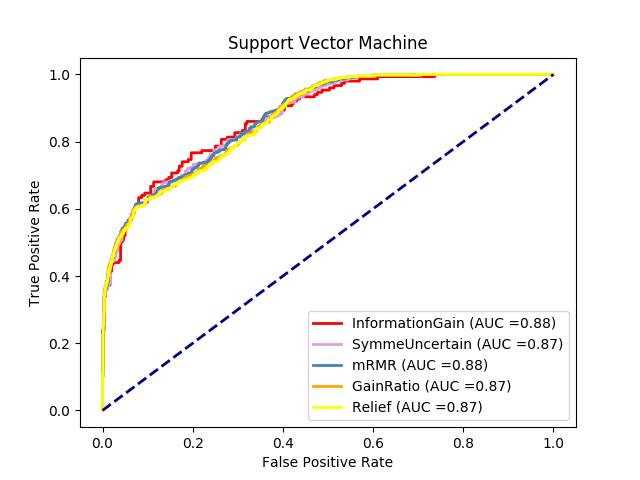 Support Vector Machine
True Positive Rate
1.0
0.8
0.6
0.4
0.2
0.0
InformationGain (AUC =0.88)
SymmeUncertain (AUC =0.87)
mRMR (AUC =0.88)
GainRatio (AUC =0.87)
Relief (AUC =0.87)
0.0 0.2 0.4 0.6 0.8 1.0
False Positive Rate